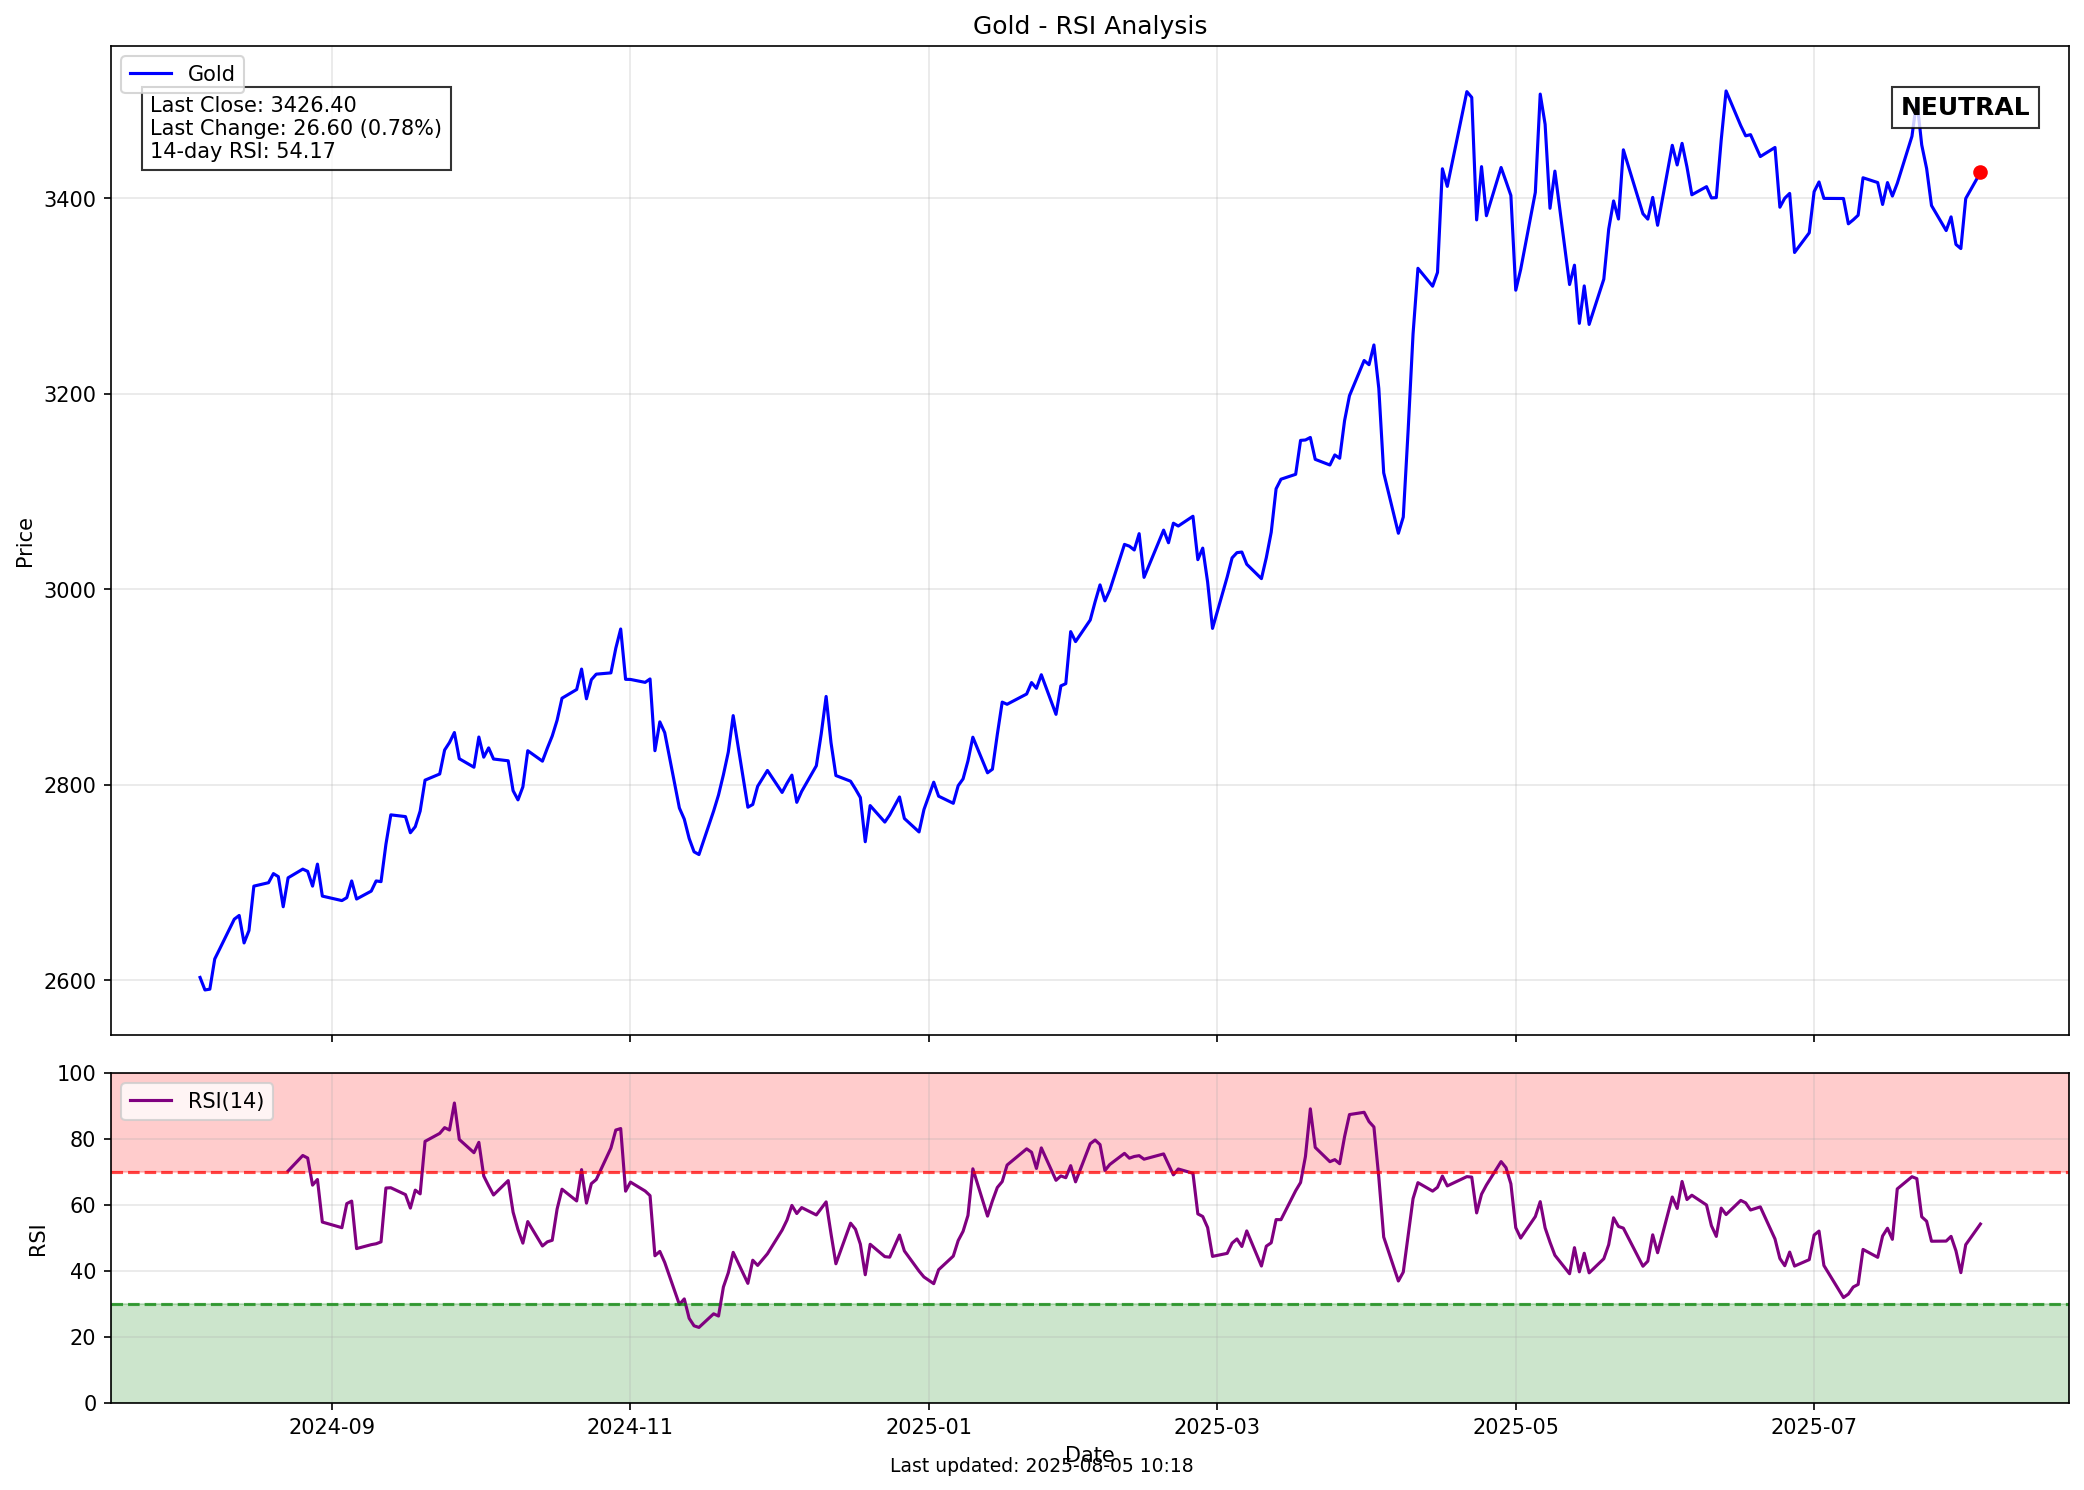 Gold - RSI Analysis
Gold
Last Close: 3426.40
Last Change: 26.60 (0.78%)
14-day RSI: 54.17
NEUTRAL
Price
3400
3200
3000
2800
2600
RSI(14)
RSI
100
80
60
40
20
0
2024-09
2024-11
2025-01
2025-03
2025-05
2025-07
Date
Last updated: 2025-08-05 10:18